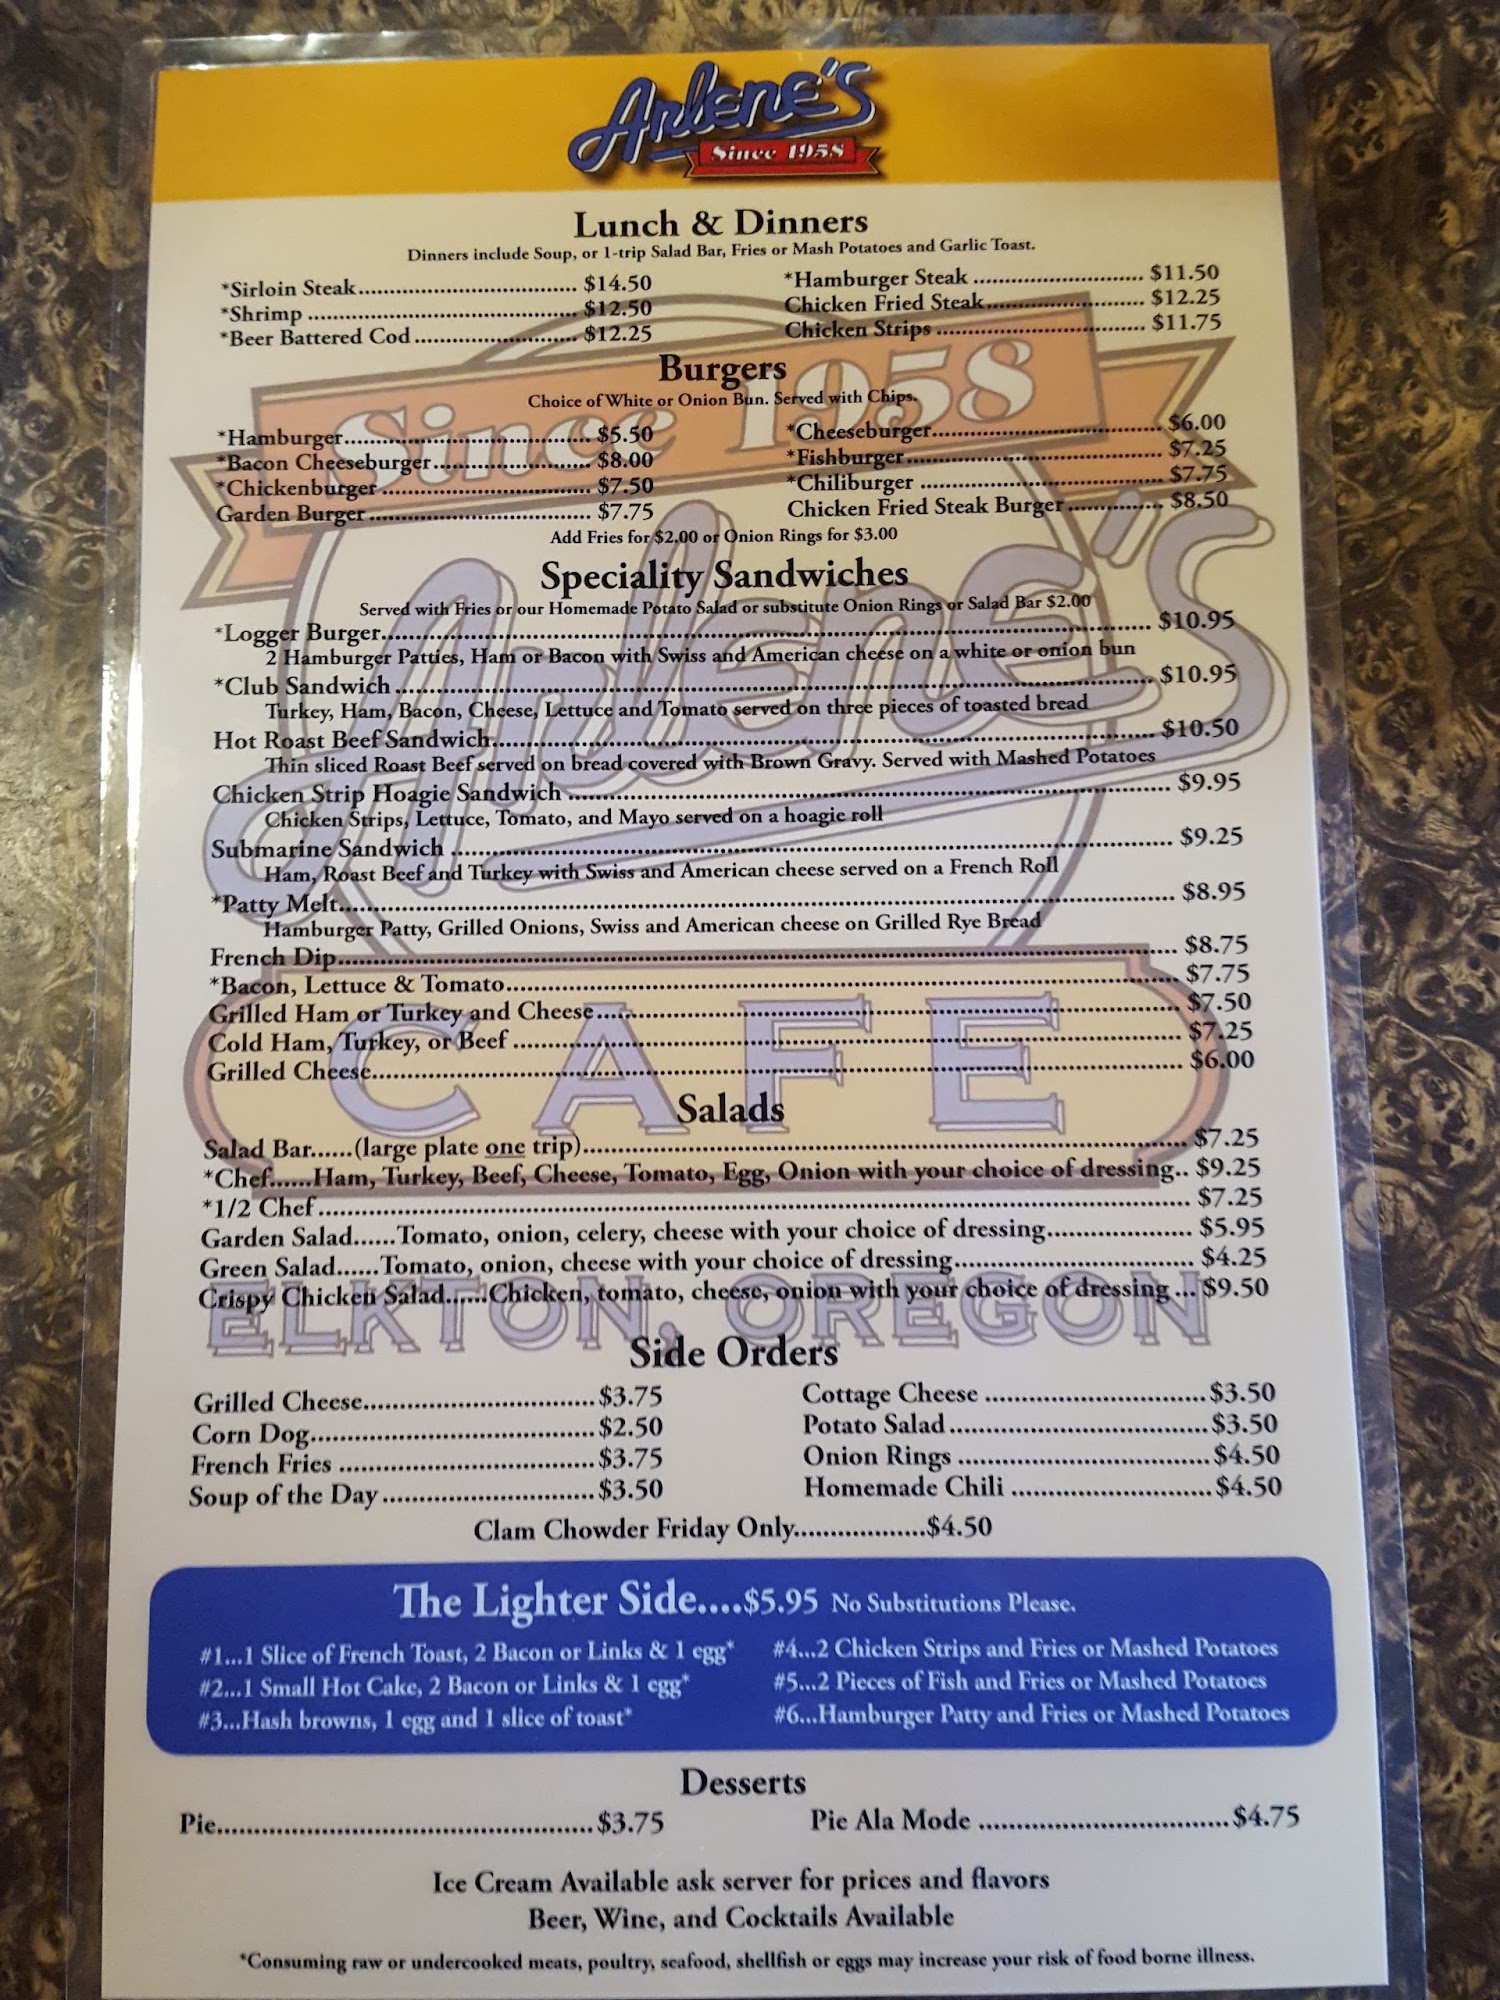 Arlene's
Since 1958
Lunch & Dinners
Dinners include Soup, or 1-trip Salad Bar, Fries or Mash Potatoes and Garlic Toast.
*Sirloin Steak................................. $14.50
*Shrimp ........................................ $12.50
*Beer Battered Cod ......................... $12.25
*Hamburger Steak .......................... $11.50
Chicken Fried Steak........................ $12.25
Chicken Strips ................................ $11.75
Burgers
Choice of White or Onion Bun. Served with Chips.
*Hamburger..................................... $5.50
*Bacon Cheeseburger........................ $8.00
*Chickenburger ................................ $7.50
Garden Burger .................................. $7.75
*Cheeseburger................................... $6.00
*Fishburger ....................................... $7.25
*Chiliburger ..................................... $7.75
Chicken Fried Steak Burger............... $8.50
Add Fries for $2.00 or Onion Rings for $3.00
Speciality Sandwiches
Served with Fries or our Homemade Potato Salad or substitute Onion Rings or Salad Bar $2.00
*Logger Burger.................................................. $10.95
2 Hamburger Patties, Ham or Bacon with Swiss and American cheese on a white or onion bun
*Club Sandwich .................................................. $10.95
Turkey, Ham, Bacon, Cheese, Lettuce and Tomato served on three pieces of toasted bread
Hot Roast Beef Sandwich.................................................. $10.50
Thin sliced Roast Beef served on bread covered with Brown Gravy. Served with Mashed Potatoes
Chicken Strip Hoagie Sandwich .................................................. $9.95
Chicken Strips, Lettuce, Tomato, and Mayo served on a hoagie roll
Submarine Sandwich .................................................. $9.25
Ham, Roast Beef and Turkey with Swiss and American cheese served on a French Roll
*Patty Melt.................................................. $8.95
Hamburger Patty, Grilled Onions, Swiss and American cheese on Grilled Rye Bread
French Dip.................................................. $8.75
*Bacon, Lettuce & Tomato.................................................. $7.75
Grilled Ham or Turkey and Cheese.................................................. $7.50
Cold Ham, Turkey, or Beef .................................................. $7.25
Grilled Cheese.................................................. $6.00
Salads
Salad Bar......(large plate one trip).................................................. $7.25
*Chef......Ham, Turkey, Beef, Cheese, Tomato, Egg, Onion with your choice of dressing.. $9.25
*1/2 Chef .................................................. $7.25
Garden Salad......Tomato, onion, celery, cheese with your choice of dressing.................... $5.95
Green Salad......Tomato, onion, cheese with your choice of dressing................................ $4.25
Crispy Chicken Salad......Chicken, tomato, cheese, onion with your choice of dressing ... $9.50
Since 1958
Arlene's
CAFE
ELKTON, OREGON
Side Orders
Grilled Cheese............................... $3.75
Corn Dog...................................... $2.50
French Fries .................................. $3.75
Soup of the Day ............................ $3.50
Cottage Cheese .............................$3.50
Potato Salad .................................. $3.50
Onion Rings ................................. $4.50
Homemade Chili .......................... $4.50
Clam Chowder Friday Only..................$4.50
The Lighter Side....$5.95 No Substitutions Please.
#1...1 Slice of French Toast, 2 Bacon or Links & 1 egg*
#2...1 Small Hot Cake, 2 Bacon or Links & 1 egg*
#3...Hash browns, 1 egg and 1 slice of toast*
#4...2 Chicken Strips and Fries or Mashed Potatoes
#5...2 Pieces of Fish and Fries or Mashed Potatoes
#6...Hamburger Patty and Fries or Mashed Potatoes
Desserts
Pie.................................................. $3.75
Pie Ala Mode .................................$4.75
Ice Cream Available ask server for prices and flavors
Beer, Wine, and Cocktails Available
*Consuming raw or undercooked meats, poultry, seafood, shellfish or eggs may increase your risk of food borne illness.